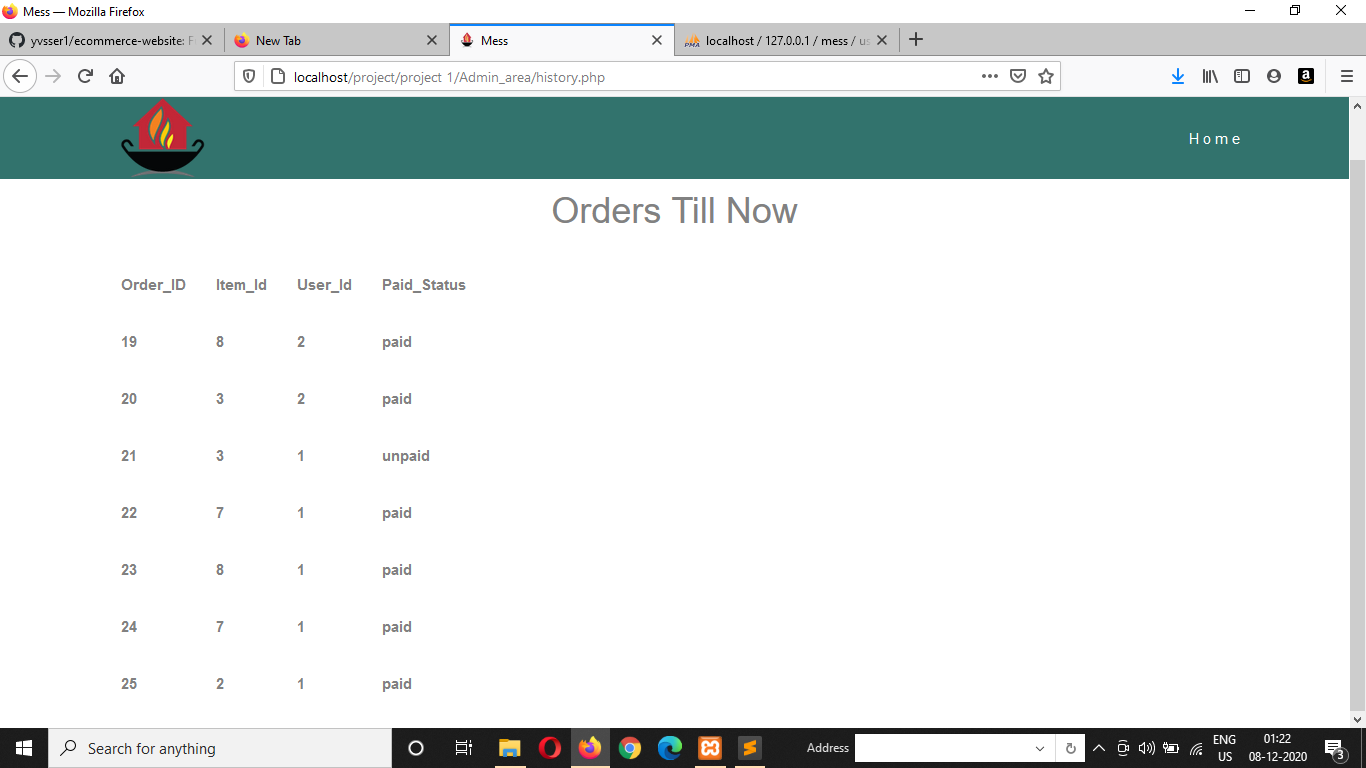 Mess — Mozilla Firefox
yvsser1/ecommerce-website: F
New Tab
Mess
localhost / 127.0.0.1 / mess / us
localhost/project/project 1/Admin_area/history.php
Home
Orders Till Now
Order_ID Item_Id User_Id Paid_Status
19 8 2 paid
20 3 2 paid
21 3 1 unpaid
22 7 1 paid
23 8 1 paid
24 7 1 paid
25 2 1 paid
Search for anything
Address
ENG
US
01:22
08-12-2020
3